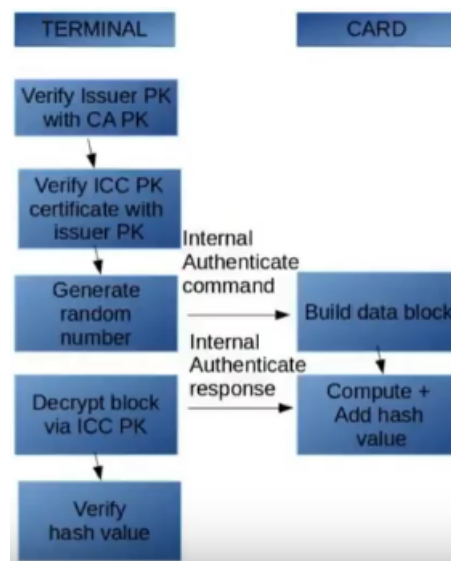 TERMINAL
CARD
Verify Issuer PK
with CA PK
Verify ICC PK
certificate with
issuer PK
Internal
Authenticate
command
Generate
random
number
Build data block
Internal
Authenticate
response
Decrypt block
via ICC PK
Compute +
Add hash
value
Verify
hash value